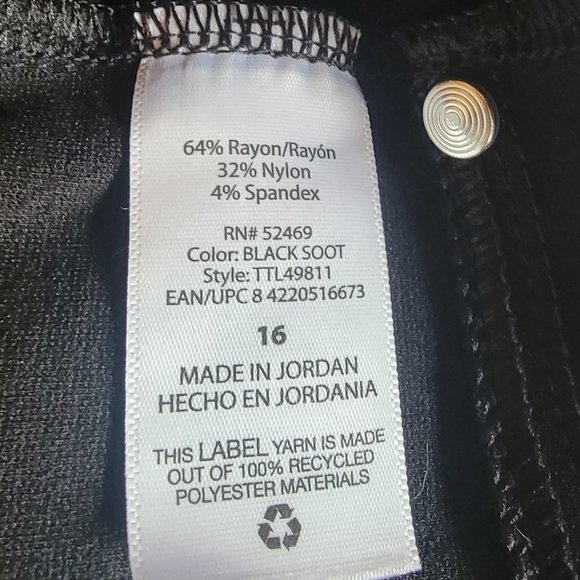 64% Rayon/Rayón
32% Nylon
4% Spandex
RN# 52469
Color: BLACK SOOT
Style: TTL49811
EAN/UPC 8 4220516673
16
MADE IN JORDAN
HECHO EN JORDANIA
THIS LABEL YARN IS MADE
OUT OF 100% RECYCLED
POLYESTER MATERIALS